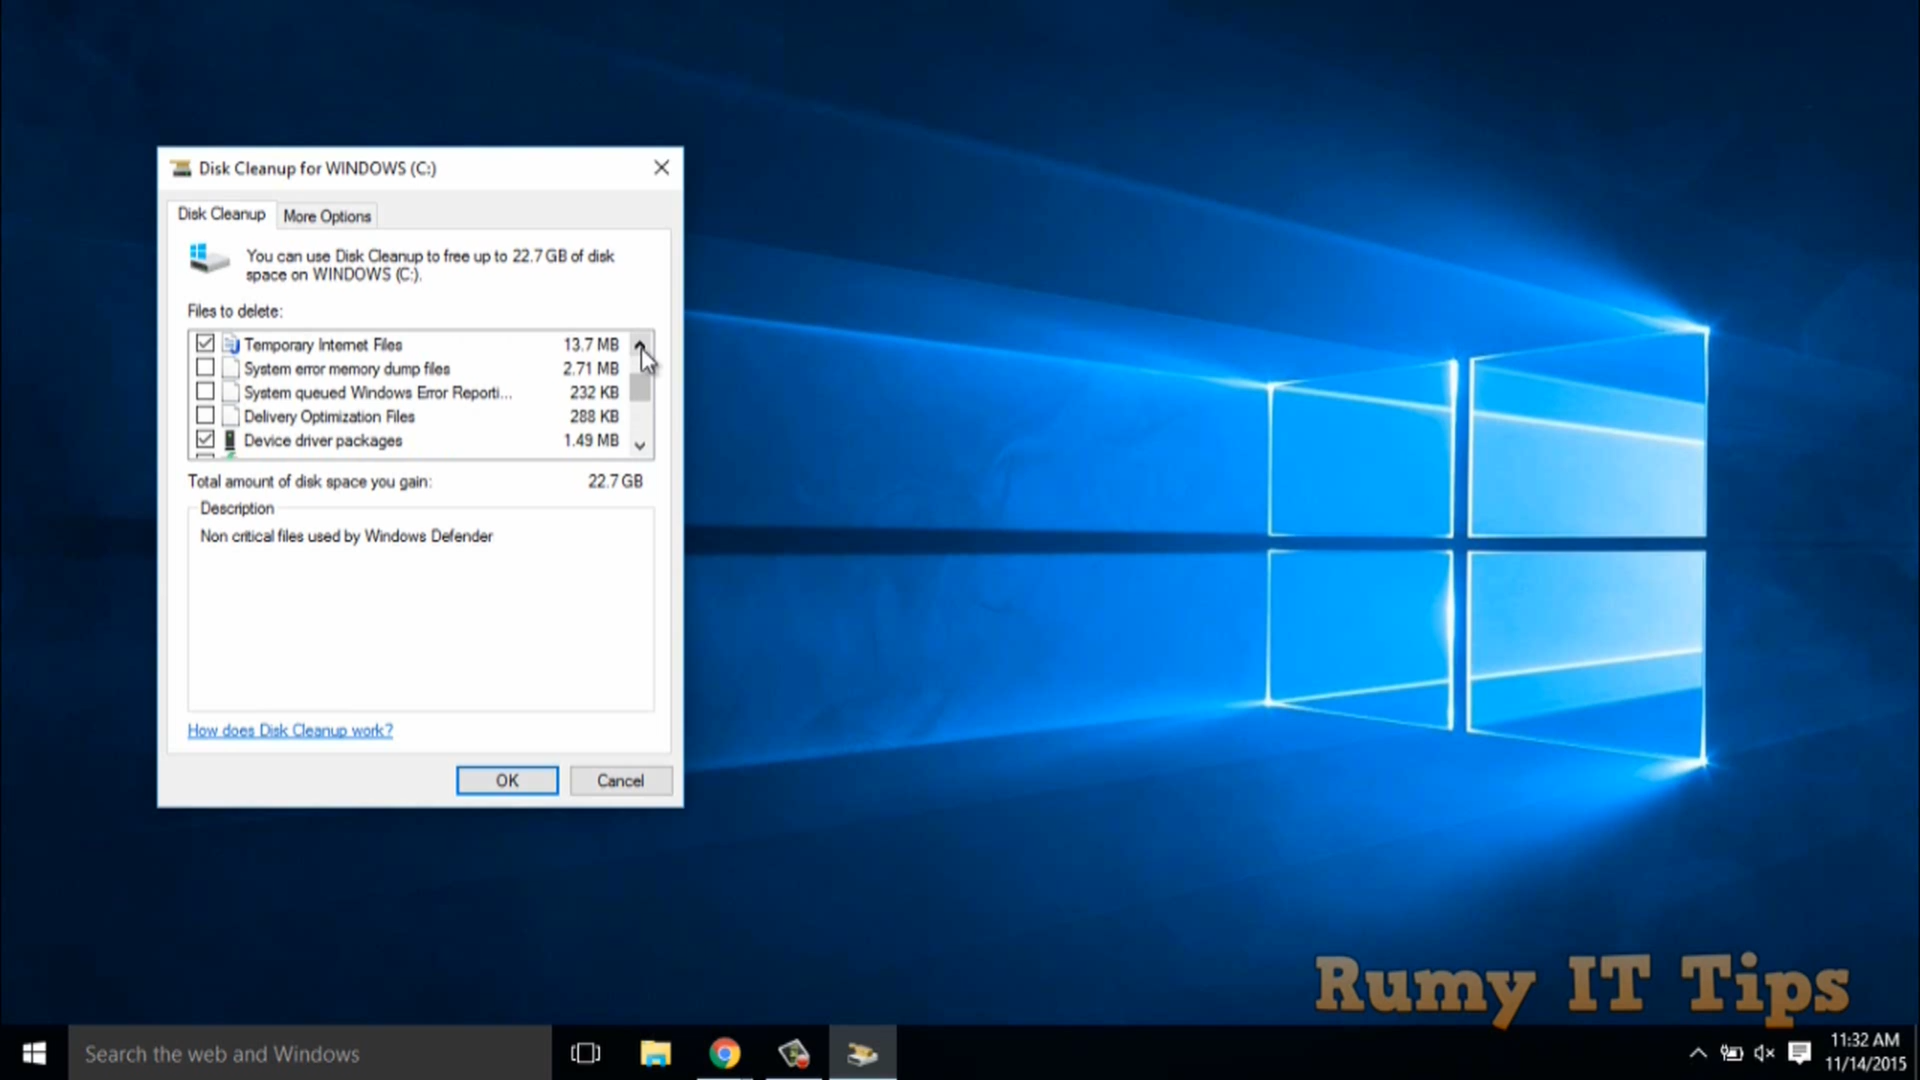 Disk Cleanup for WINDOWS (C:)
Disk Cleanup
More Options
You can use Disk Cleanup to free up to 22.7 GB of disk
space on WINDOWS (C:).
Files to delete:
Temporary Internet Files 13.7 MB
System error memory dump files 2.71 MB
System queued Windows Error Reporti... 232 KB
Delivery Optimization Files 288 KB
Device driver packages 1.49 MB
Total amount of disk space you gain: 22.7 GB
Description
Non critical files used by Windows Defender
How does Disk Cleanup work?
OK
Cancel
Rumy IT Tips
Search the web and Windows
11:32 AM
11/14/2015